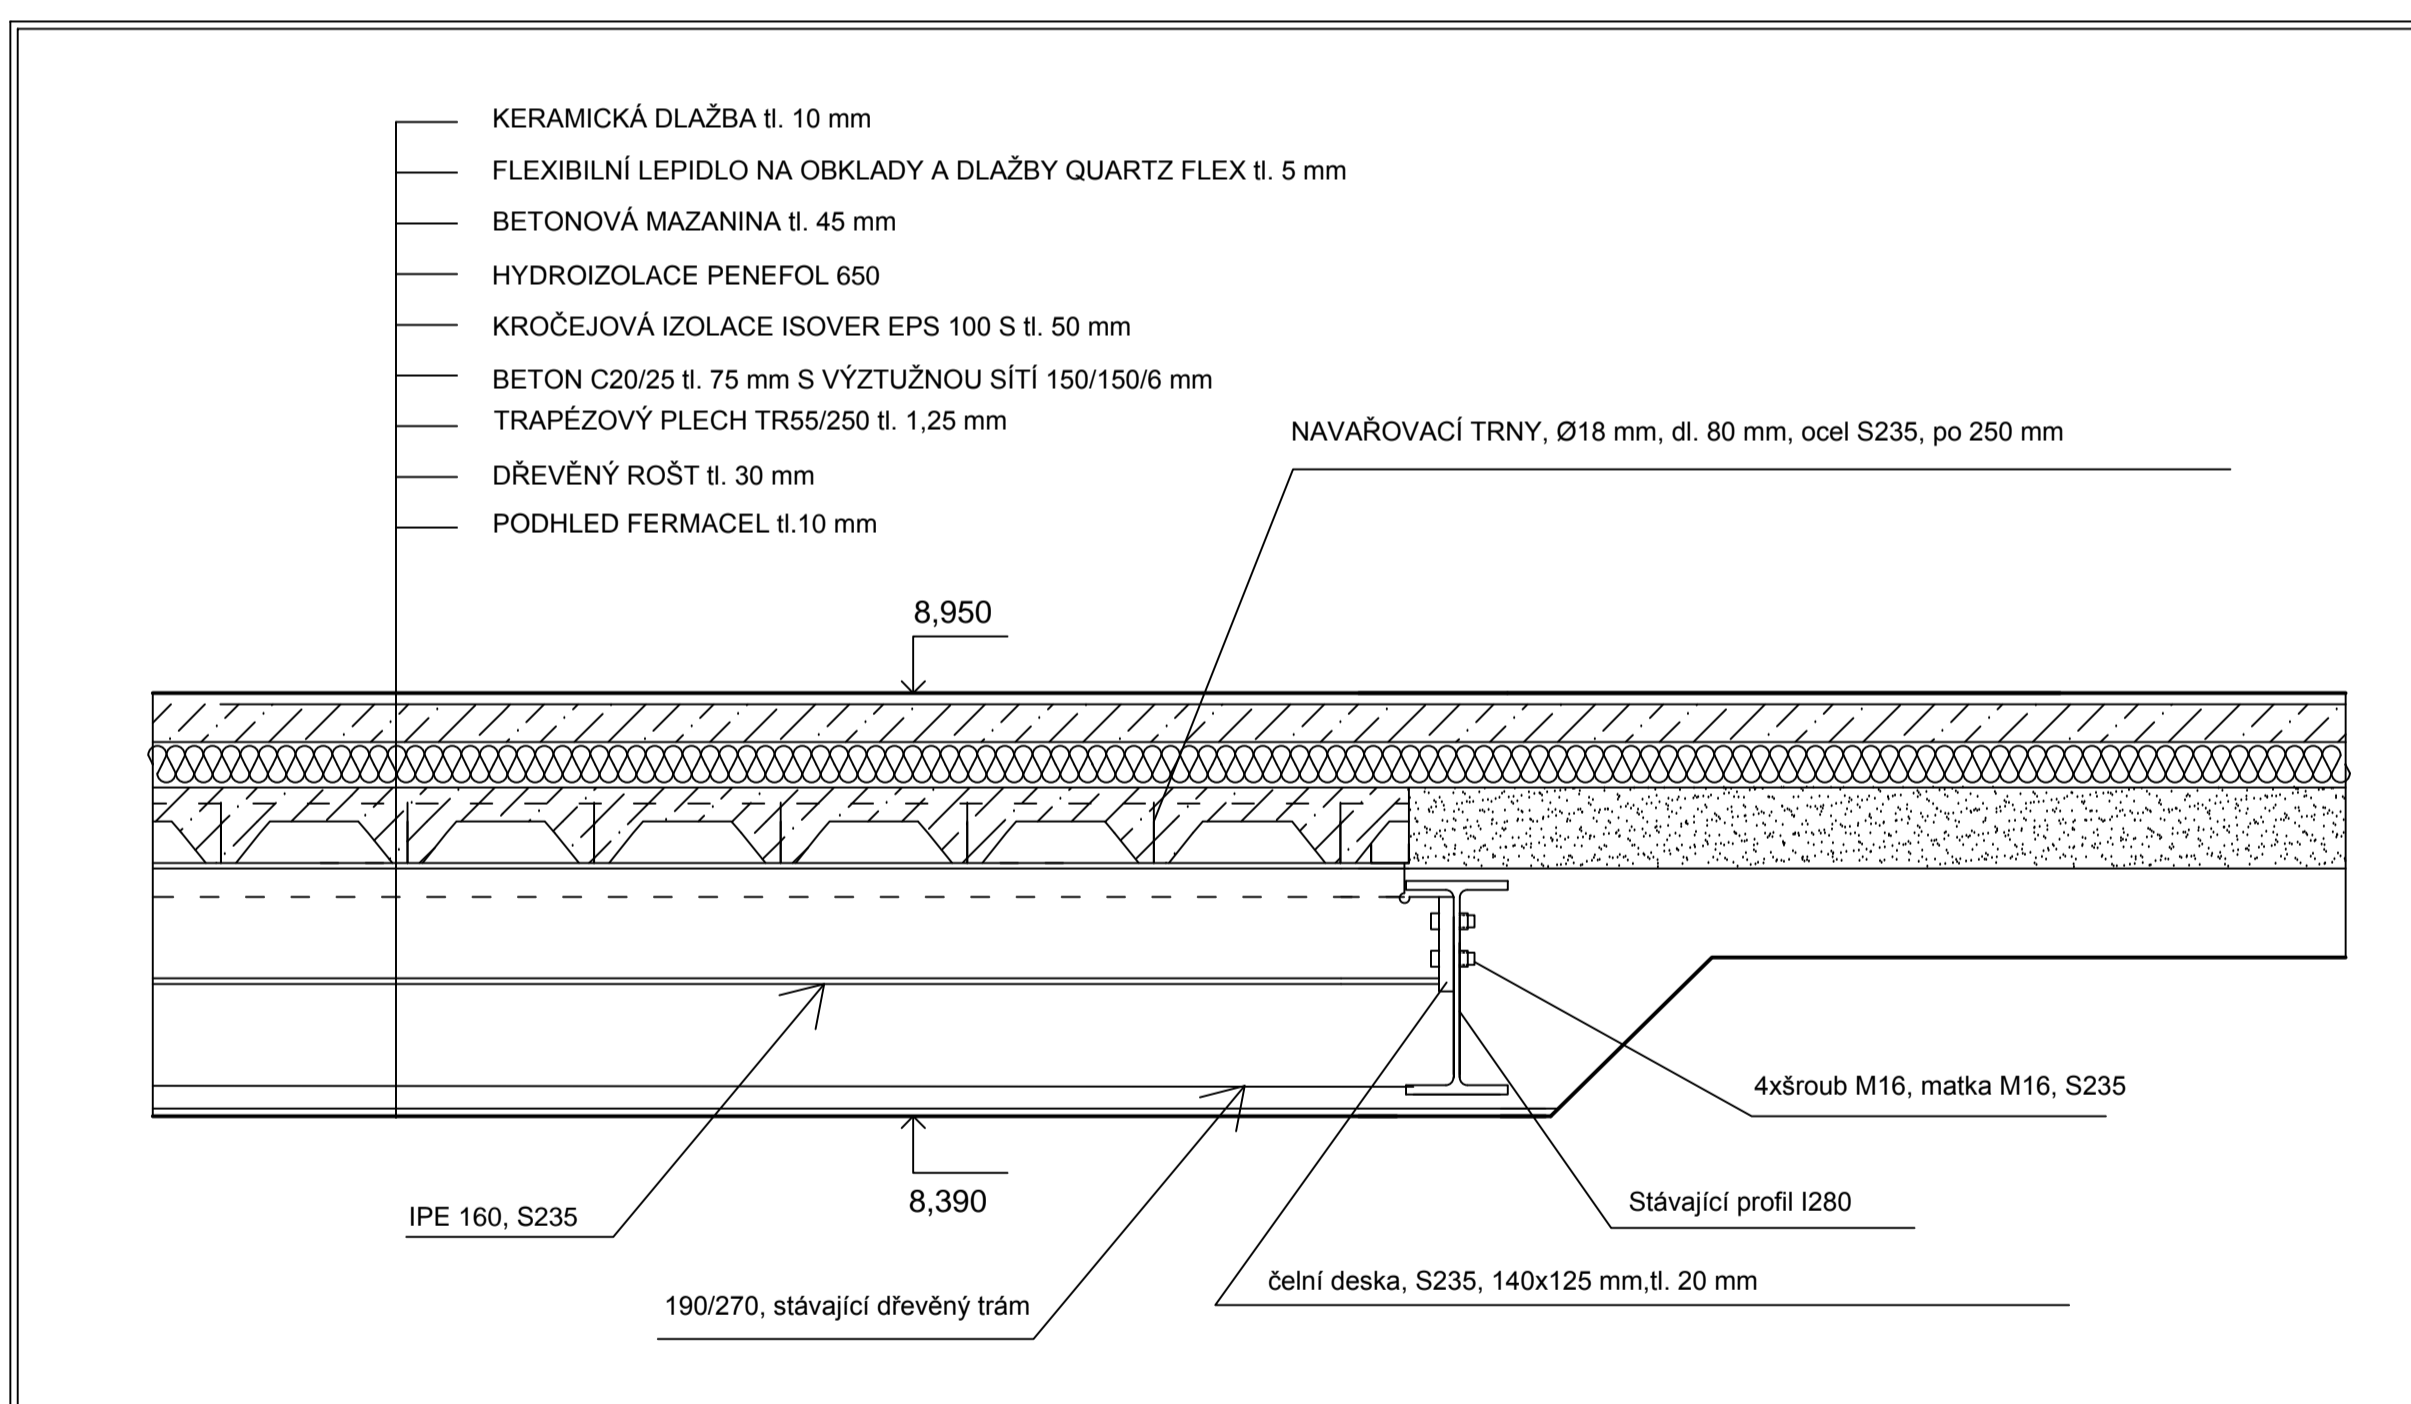 KERAMICKÁ DLAŽBA tl. 10 mm
FLEXIBILNÍ LEPIDLO NA OBKLADY A DLAŽBY QUARTZ FLEX tl. 5 mm
BETONOVÁ MAZANINA tl. 45 mm
HYDROIZOLACE PENEFOL 650
KROČEJOVÁ IZOLACE ISOVER EPS 100 S tl. 50 mm
BETON C20/25 tl. 75 mm S VÝZTUŽNOU SÍTÍ 150/150/6 mm
TRAPÉZOVÝ PLECH TR55/250 tl. 1,25 mm
DŘEVĚNÝ ROŠT tl. 30 mm
PODHLED FERMACEL tl.10 mm
NAVAŘOVACÍ TRNY, Ø18 mm, dl. 80 mm, ocel S235, po 250 mm
8,950
4xšroub M16, matka M16, S235
8,390
IPE 160, S235
Stávající profil I280
čelní deska, S235, 140x125 mm,tl. 20 mm
190/270, stávající dřevěný trám